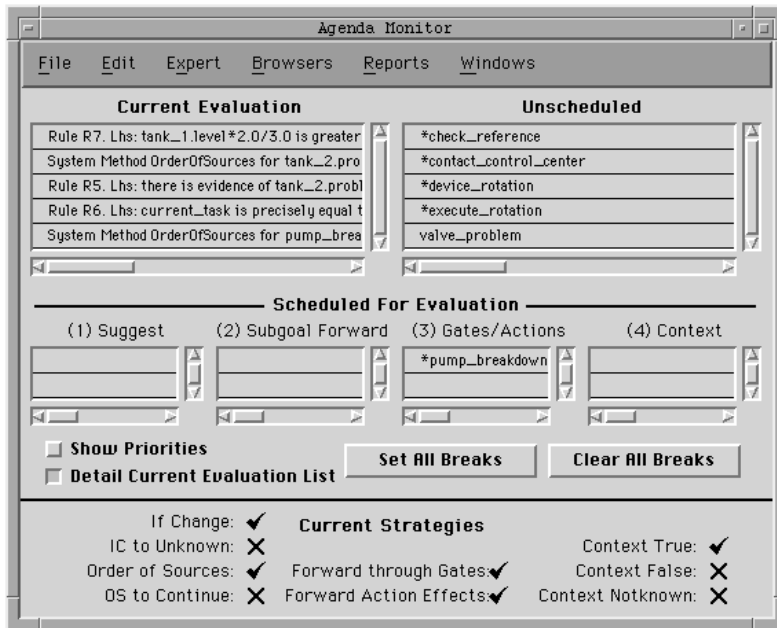 Agenda Monitor
File Edit Expert Browsers Reports Windows
Current Evaluation
Rule R7. Lhs: tank_1.level*2.0/3.0 is greater
System Method OrderOfSources for tank_2.pro
Rule R5. Lhs: there is evidence of tank_2.probl
Rule R6. Lhs: current_task is precisely equal t
System Method OrderOfSources for pump_brea
Unscheduled
*check_reference
*contact_control_center
*device_rotation
*execute_rotation
valve_problem
Scheduled For Evaluation
(1) Suggest (2) Subgoal Forward (3) Gates/Actions (4) Context
*pump_breakdown
Show Priorities
Detail Current Evaluation List
Set All Breaks Clear All Breaks
Current Strategies
If Change:
IC to Unknown:
Order of Sources:
OS to Continue:
Forward through Gates:
Forward Action Effects:
Context True:
Context False:
Context Notknown: